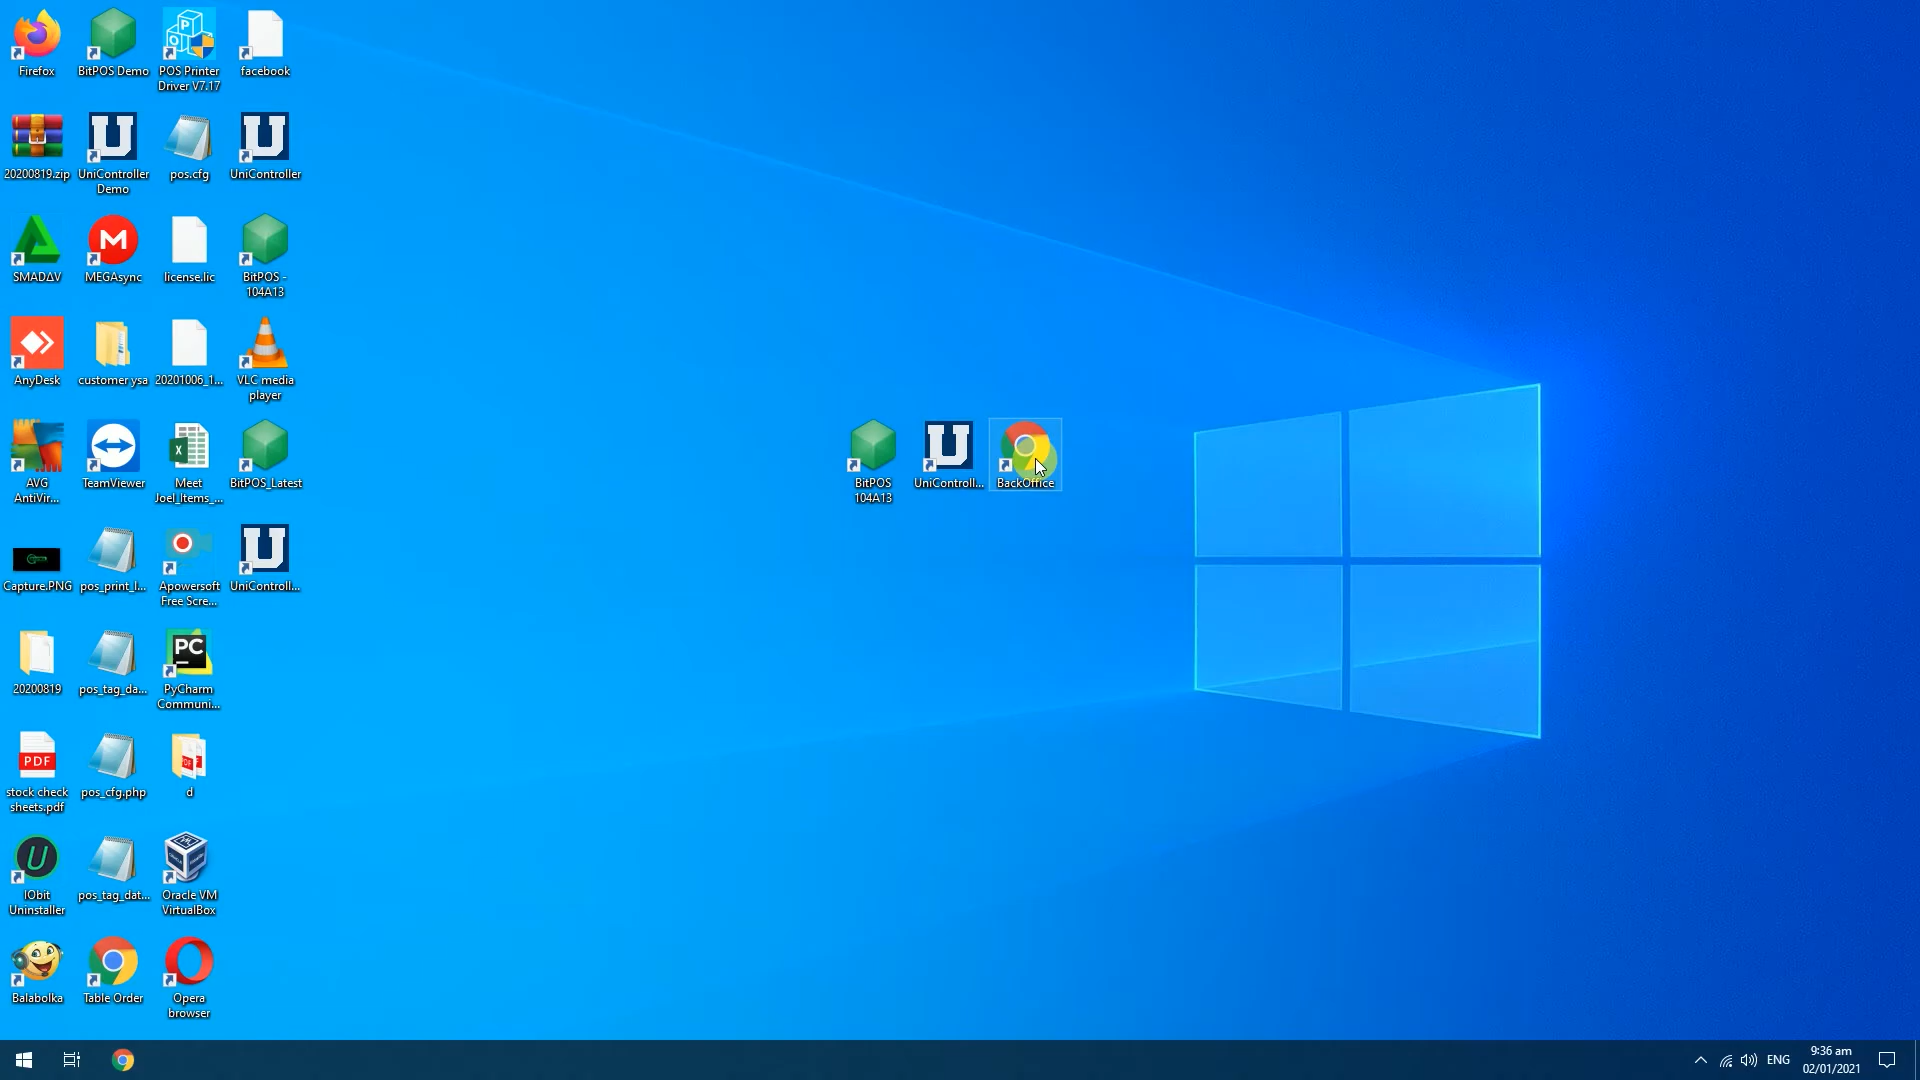 Firefox
BitPOS Demo
POS Printer
Driver V7.17
facebook
20200819.zip
UniController
Demo
pos.cfg
UniController
SMADΔV
MEGAsync
license.lic
BitPOS -
104A13
AnyDesk
customer ysa
20201006_1...
VLC media
player
AVG
AntiVir...
TeamViewer
Meet
Joel_Items_...
BitPOS_Latest
BitPOS
104A13
UniControll...
BackOffice
Capture.PNG
pos_print_l...
Apowersoft
Free Scre...
UniControll...
20200819
pos_tag_da...
PC
PyCharm
Communi...
PDF
stock check
sheets.pdf
pos_cfg.php
d
IObit
Uninstaller
pos_tag_dat...
Oracle VM
VirtualBox
Balabolka
Table Order
Opera
browser
ENG
9:36 am
02/01/2021